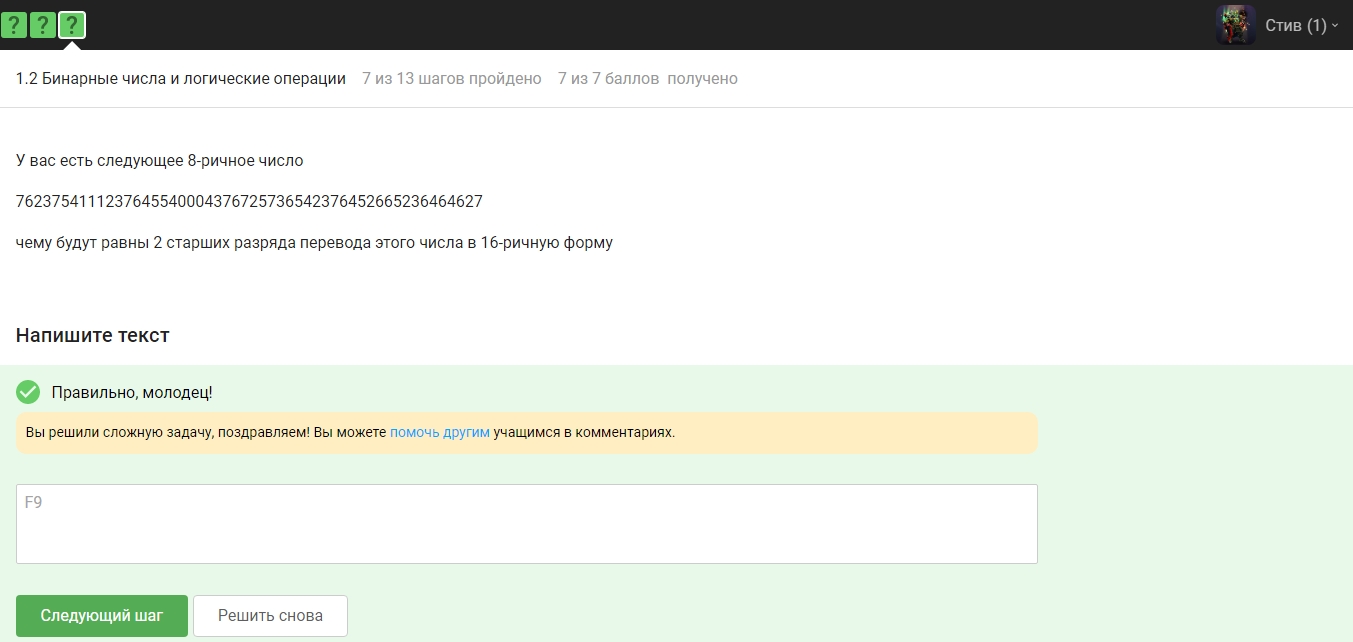 ? ? ?
Стив (1)
1.2 Бинарные числа и логические операции 7 из 13 шагов пройдено 7 из 7 баллов получено
У вас есть следующее 8-ричное число
76237541112376455400043767257365423764526652364646​27
чему будут равны 2 старших разряда перевода этого числа в 16-ричную форму
Напишите текст
Правильно, молодец!
Вы решили сложную задачу, поздравляем! Вы можете помочь другим учащимся в комментариях.
F9
Следующий шаг Решить снова